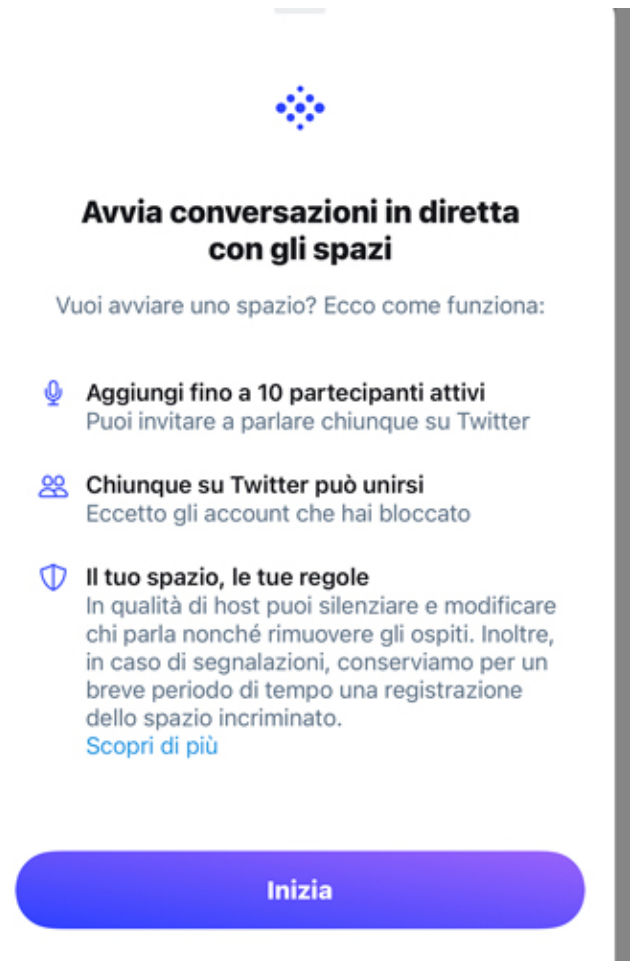 Avvia conversazioni in diretta
con gli spazi
Vuoi avviare uno spazio? Ecco come funziona:
Aggiungi fino a 10 partecipanti attivi
Puoi invitare a parlare chiunque su Twitter
Chiunque su Twitter può unirsi
Eccetto gli account che hai bloccato
Il tuo spazio, le tue regole
In qualità di host puoi silenziare e modificare
chi parla nonché rimuovere gli ospiti. Inoltre,
in caso di segnalazioni, conserviamo per un
breve periodo di tempo una registrazione
dello spazio incriminato.
Scopri di più
Inizia